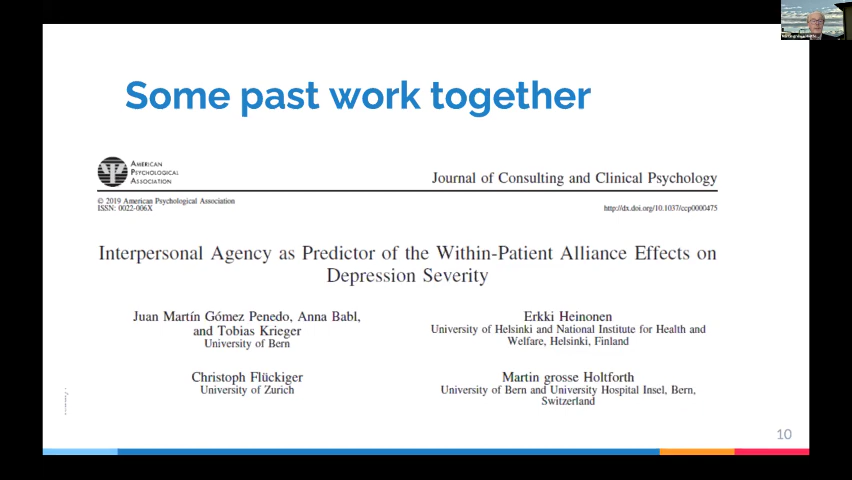 Some past work together
AMERICAN
PSYCHOLOGICAL
ASSOCIATION
Journal of Consulting and Clinical Psychology
© 2019 American Psychological Association
ISSN: 0022-006X
http://dx.doi.org/10.1037/ccp0000475
Interpersonal Agency as Predictor of the Within-Patient Alliance Effects on
Depression Severity
Juan Martín Gómez Penedo, Anna Babl,
and Tobias Krieger
University of Bern
Erkki Heinonen
University of Helsinki and National Institute for Health and
Welfare, Helsinki, Finland
Christoph Flückiger
University of Zurich
Martin grosse Holtforth
University of Bern and University Hospital Insel, Bern,
Switzerland
10